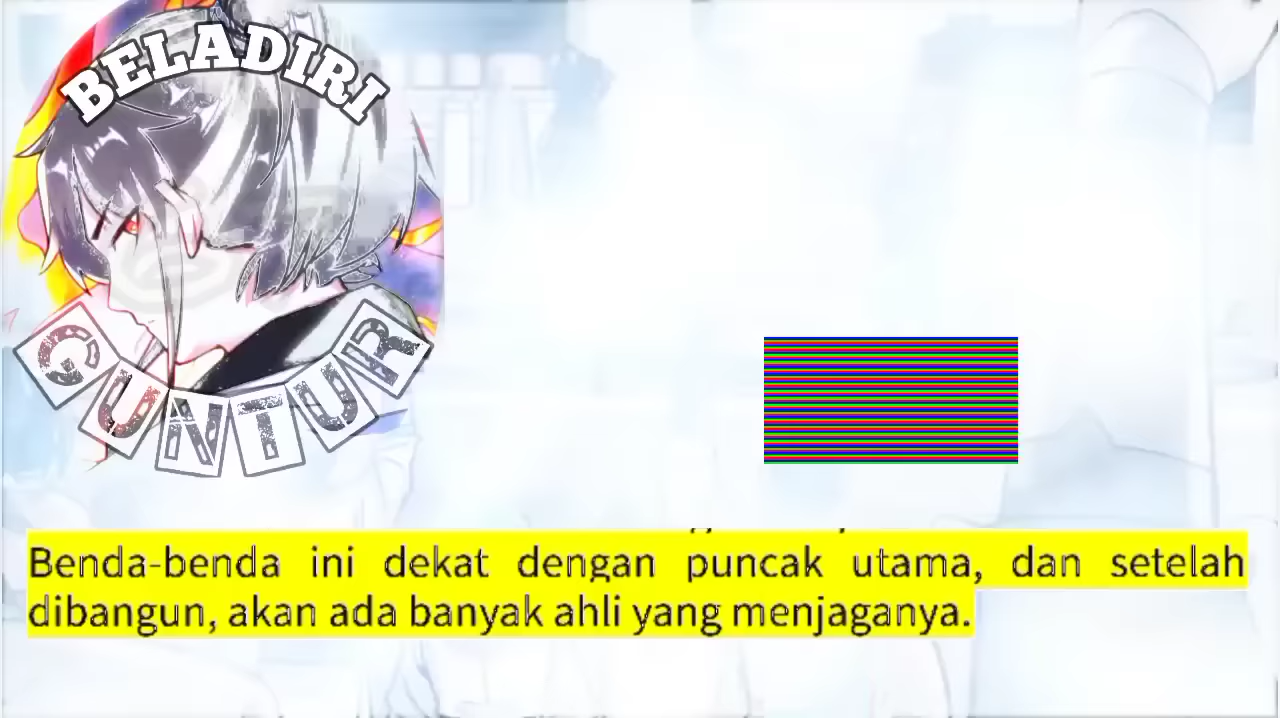 BELADIRI
GUNTUR
Benda-benda ini dekat dengan puncak utama, dan setelah
dibangun, akan ada banyak ahli yang menjaganya.